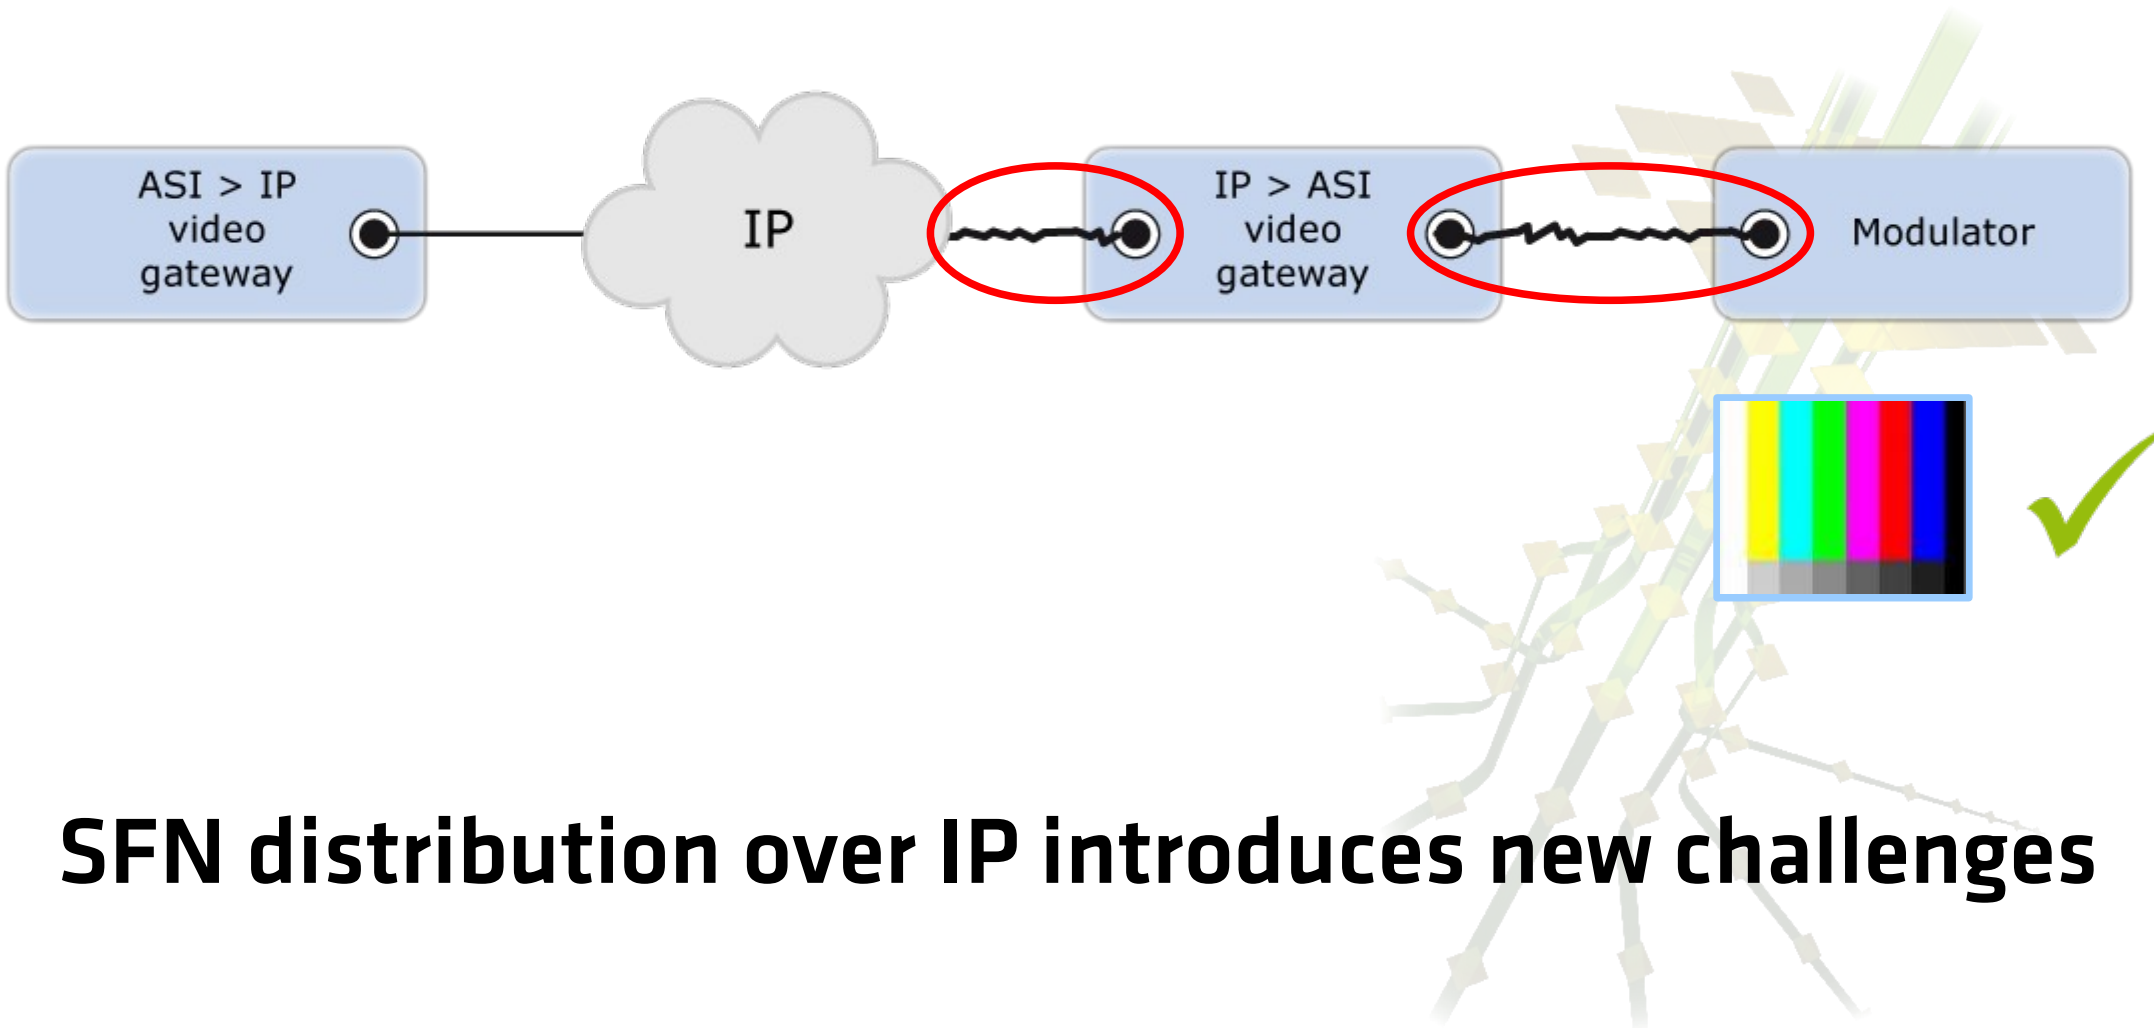 ASI > IP
video
gateway
IP
IP > ASI
video
gateway
Modulator
SFN distribution over IP introduces new challenges